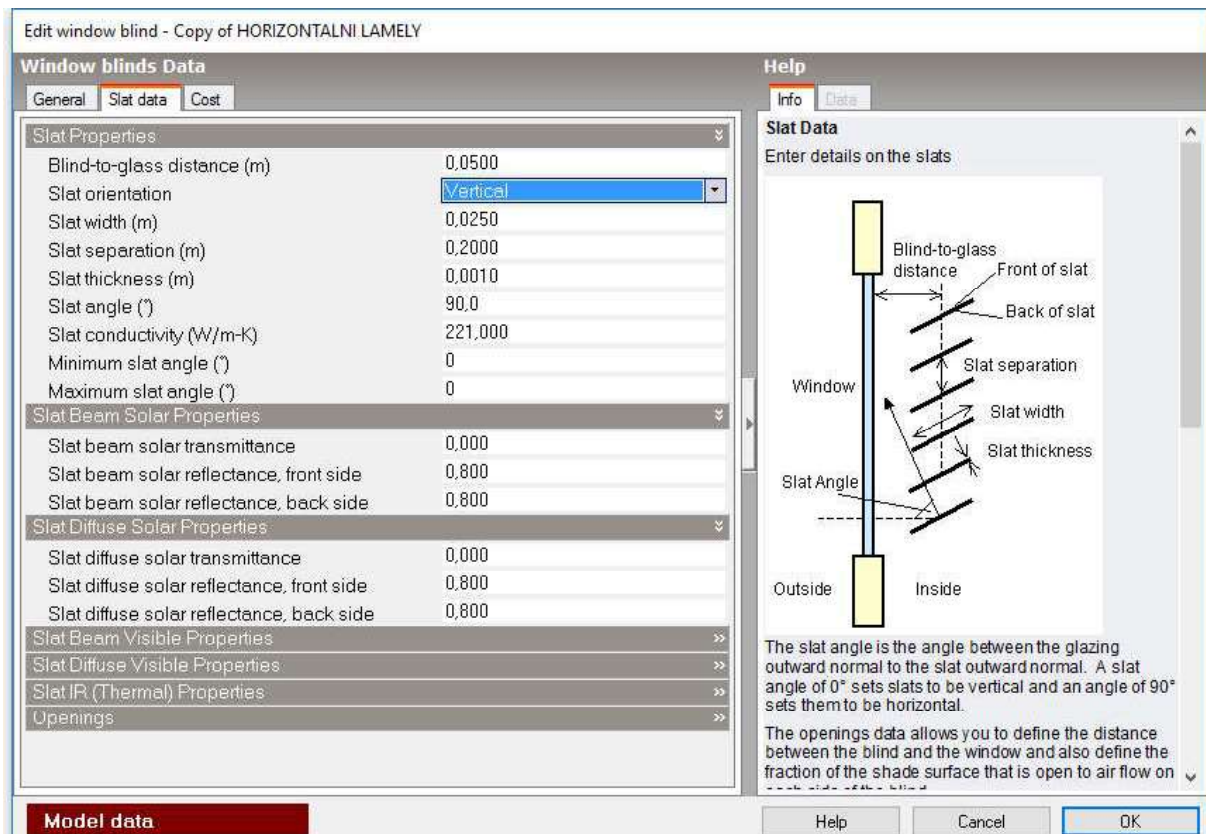 Edit window blind - Copy of HORIZONTALNI LAMELY
Window blinds Data
General Slat data Cost
Slat Properties
Blind-to-glass distance (m) 0,0500
Slat orientation Vertical
Slat width (m) 0,0250
Slat separation (m) 0,2000
Slat thickness (m) 0,0010
Slat angle (°) 90,0
Slat conductivity (W/m-K) 221,000
Minimum slat angle (°) 0
Maximum slat angle (°) 0
Slat Beam Solar Properties
Slat beam solar transmittance 0,000
Slat beam solar reflectance, front side 0,800
Slat beam solar reflectance, back side 0,800
Slat Diffuse Solar Properties
Slat diffuse solar transmittance 0,000
Slat diffuse solar reflectance, front side 0,800
Slat diffuse solar reflectance, back side 0,800
Slat Beam Visible Properties
Slat Diffuse Visible Properties
Slat IR (Thermal) Properties
Openings
Model data
Help
Info Data
Slat Data
Enter details on the slats
Blind-to-glass
distance
Front of slat
Back of slat
Slat separation
Window
Slat width
Slat thickness
Slat Angle
Outside Inside
The slat angle is the angle between the glazing
outward normal to the slat outward normal. A slat
angle of 0° sets slats to be vertical and an angle of 90°
sets them to be horizontal.
The openings data allows you to define the distance
between the blind and the window and also define the
fraction of the shade surface that is open to air flow on
each side of the blind
Help Cancel OK